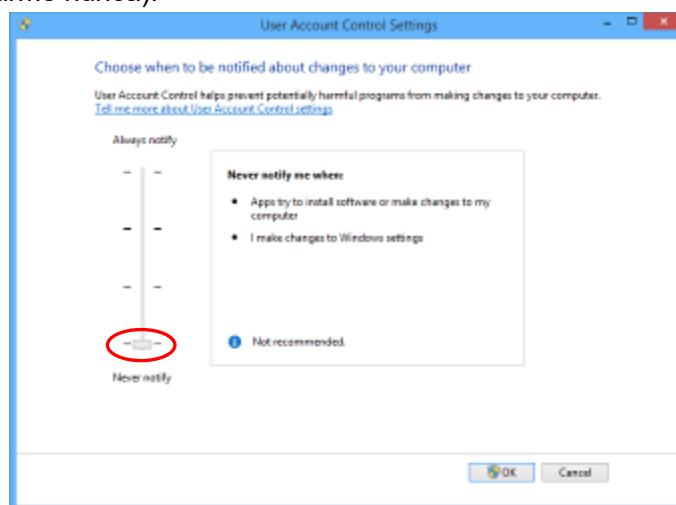 nunca).
User Account Control Settings
Choose when to be notified about changes to your computer
User Account Control helps prevent potentially harmful programs from making changes to your computer.
Tell me more about User Account Control settings
Always notify
Never notify me when:
• Apps try to install software or make changes to my
computer
• I make changes to Windows settings
Not recommended.
Never notify
OK
Cancel